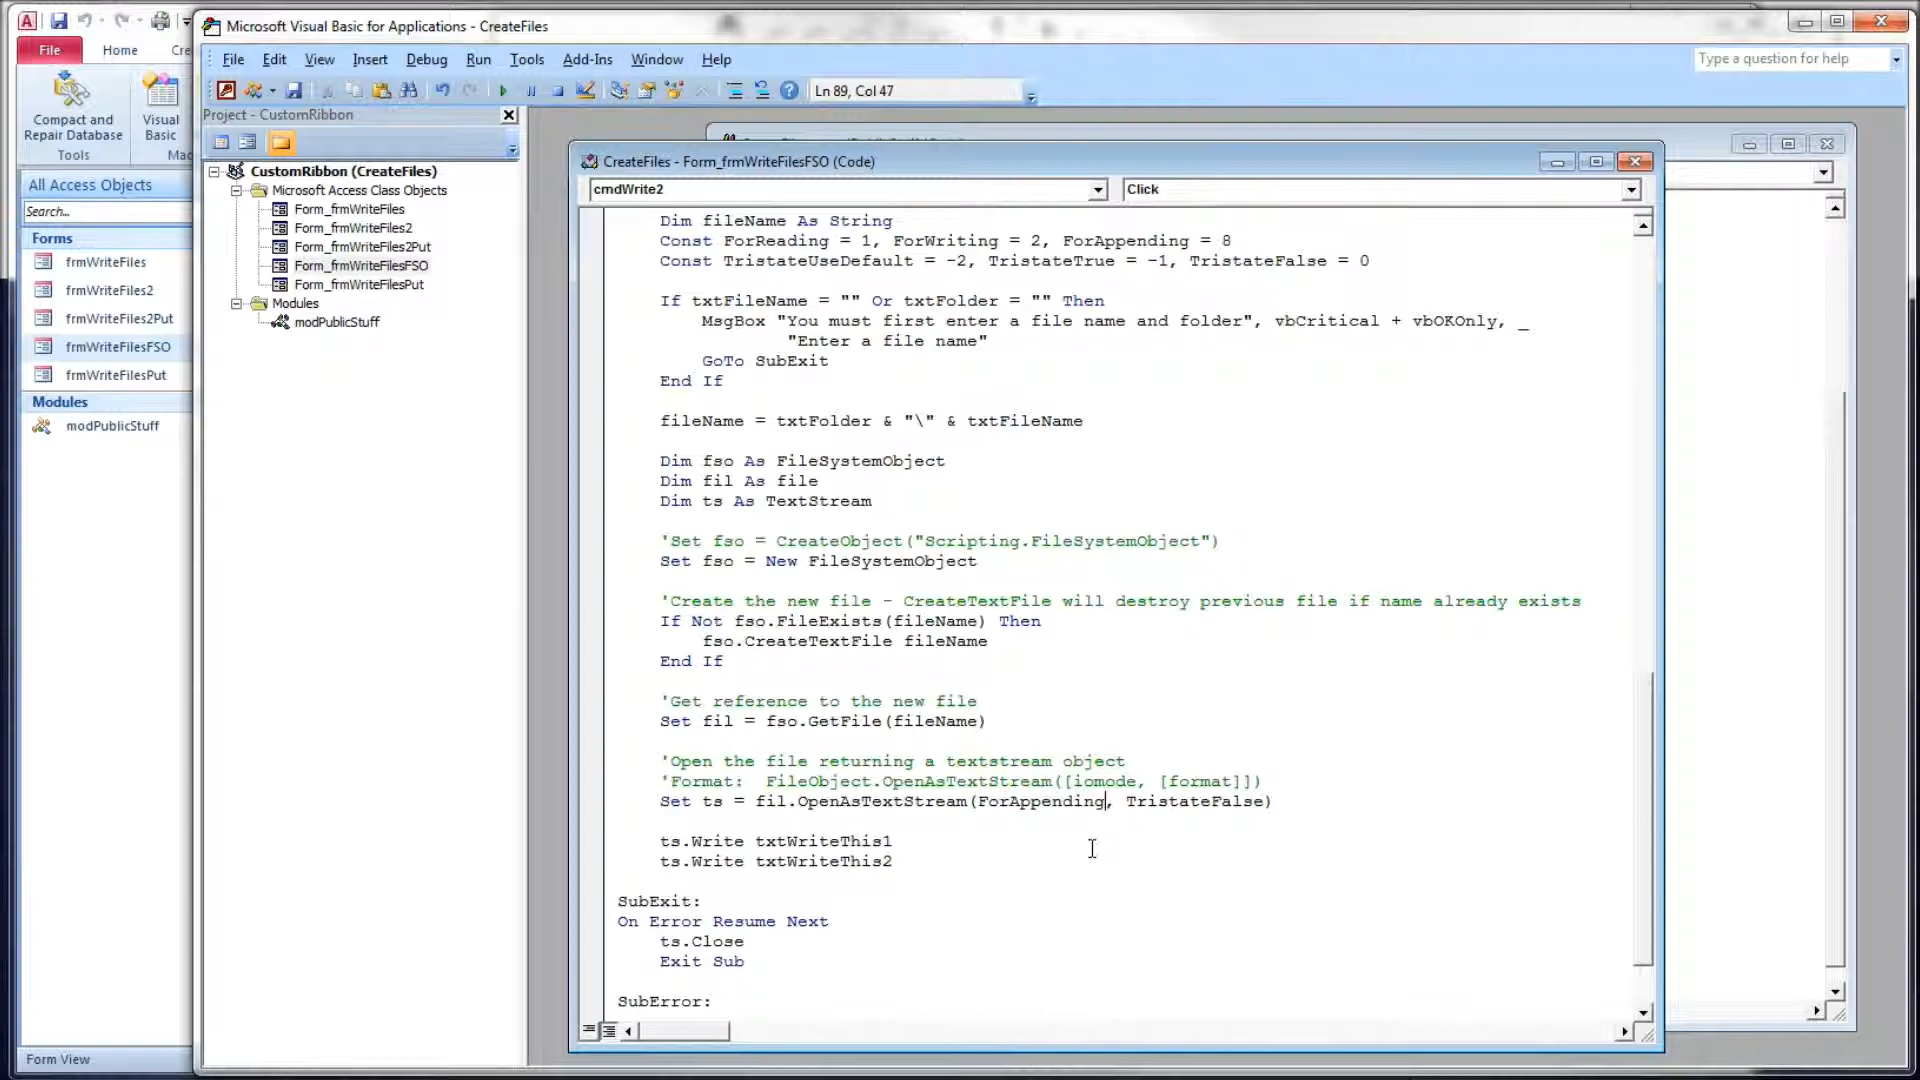 Microsoft Visual Basic for Applications - CreateFiles
File
Home
Cre
File Edit View Insert Debug Run Tools Add-Ins Window Help
Type a question for help
Ln 89, Col 47
Compact and
Repair Database
Visual
Basic
Tools
Mac
All Access Objects
Search...
Forms
frmWriteFiles
frmWriteFiles2
frmWriteFiles2Put
frmWriteFilesFSO
frmWriteFilesPut
Modules
modPublicStuff
Form View
Project - CustomRibbon
CustomRibbon (CreateFiles)
Microsoft Access Class Objects
Form_frmWriteFiles
Form_frmWriteFiles2
Form_frmWriteFiles2Put
Form_frmWriteFilesFSO
Form_frmWriteFilesPut
Modules
modPublicStuff
CreateFiles - Form_frmWriteFilesFSO (Code)
cmdWrite2
Click
Dim fileName As String
Const ForReading = 1, ForWriting = 2, ForAppending = 8
Const TristateUseDefault = -2, TristateTrue = -1, TristateFalse = 0
If txtFileName = "" Or txtFolder = "" Then
MsgBox "You must first enter a file name and folder", vbCritical + vbOKOnly, _
"Enter a file name"
GoTo SubExit
End If
fileName = txtFolder & "\" & txtFileName
Dim fso As FileSystemObject
Dim fil As file
Dim ts As TextStream
'Set fso = CreateObject("Scripting.FileSystemObject")
Set fso = New FileSystemObject
'Create the new file - CreateTextFile will destroy previous file if name already exists
If Not fso.FileExists(fileName) Then
fso.CreateTextFile fileName
End If
'Get reference to the new file
Set fil = fso.GetFile(fileName)
'Open the file returning a textstream object
'Format:  FileObject.OpenAsTextStream([iomode, [format]])
Set ts = fil.OpenAsTextStream(ForAppending, TristateFalse)
ts.Write txtWriteThis1
ts.Write txtWriteThis2
SubExit:
On Error Resume Next
ts.Close
Exit Sub
SubError: